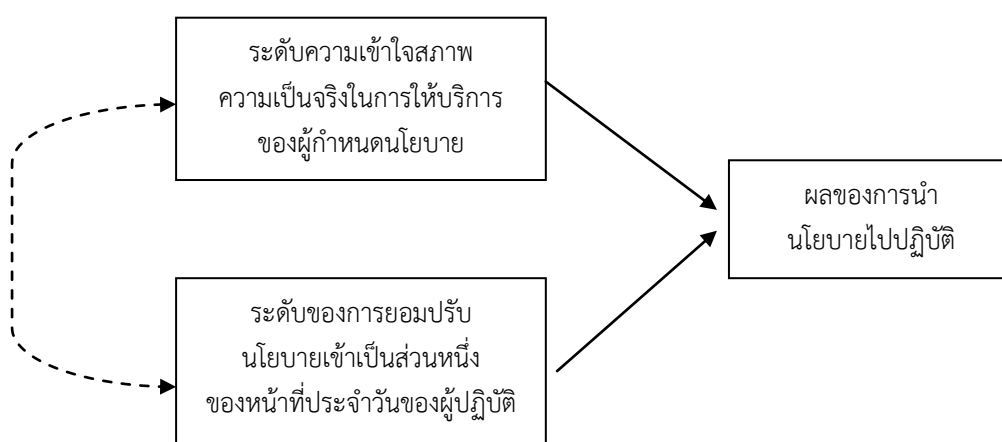 ระดับความเข้าใจสภาพ
ความเป็นจริงในการให้บริการ
ของผู้กำหนดนโยบาย
ผลของการนำ
นโยบายไปปฏิบัติ
ระดับของการยอมปรับ
นโยบายเข้าเป็นส่วนหนึ่ง
ของหน้าที่ประจำวันของผู้ปฏิบัติ